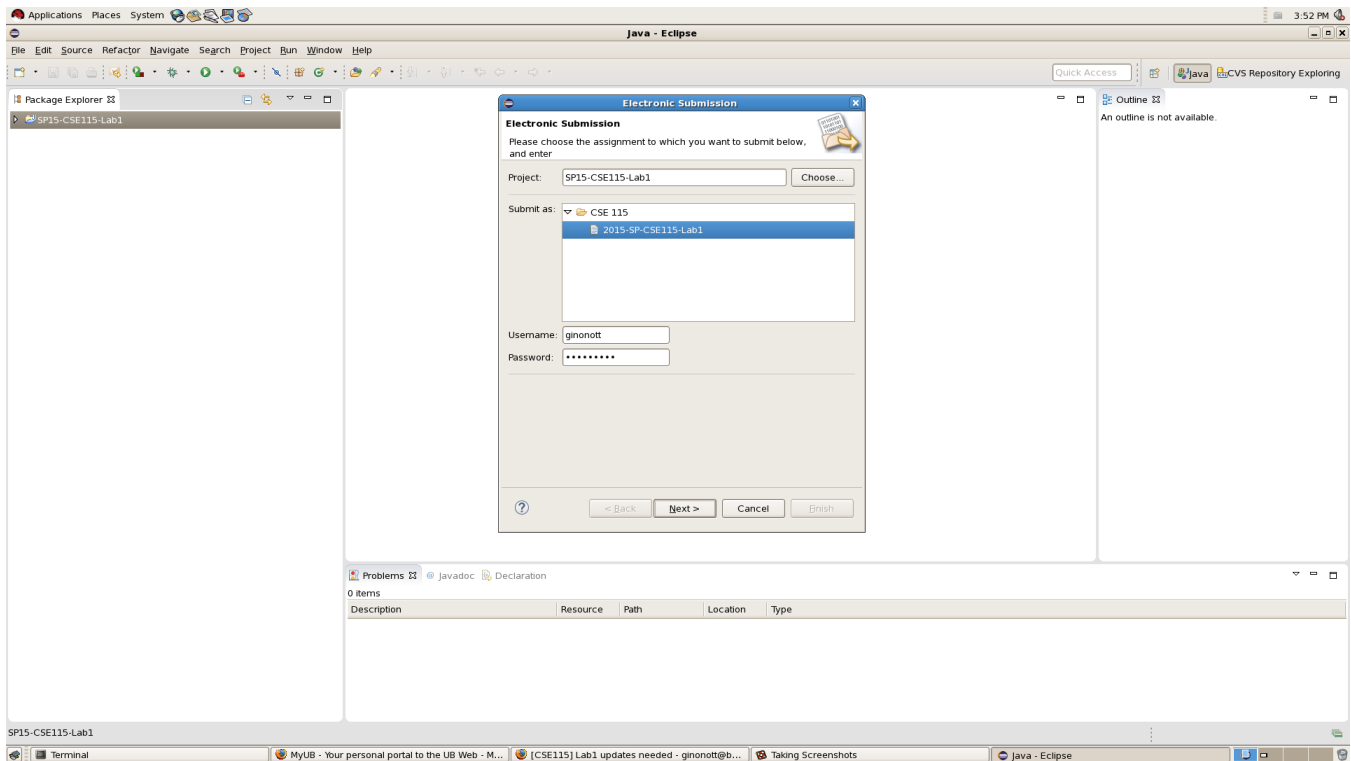 Applications Places System 3:52 PM
Java - Eclipse
File Edit Source Refactor Navigate Search Project Run Window Help
Quick Access Java CVS Repository Exploring
Package Explorer
SP15-CSE115-Lab1
Electronic Submission
Electronic Submission
Please choose the assignment to which you want to submit below,
and enter
Project: SP15-CSE115-Lab1 Choose...
Submit as: CSE 115
2015-SP-CSE115-Lab1
Username: ginonott
Password: •••••••••
? < Back Next > Cancel Finish
Outline
An outline is not available.
Problems @ Javadoc Declaration
0 items
Description Resource Path Location Type
SP15-CSE115-Lab1
Terminal MyUB - Your personal portal to the UB Web - M... [CSE115] Lab1 updates needed - ginonott@b... Taking Screenshots Java - Eclipse